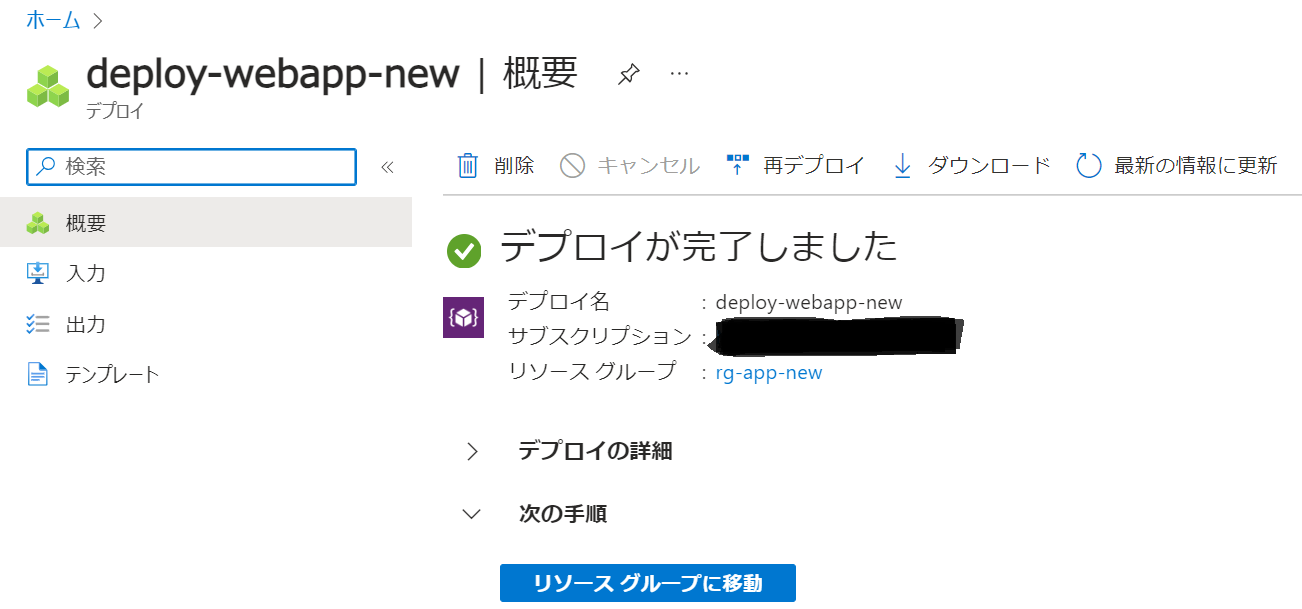 ホーム
deploy-webapp-new | 概要
デプロイ
検索
削除 キャンセル 再デプロイ ダウンロード 最新の情報に更新
概要
入力
出力
テンプレート
デプロイが完了しました
デプロイ名 : deploy-webapp-new
サブスクリプション :
リソース グループ : rg-app-new
デプロイの詳細
次の手順
リソース グループに移動